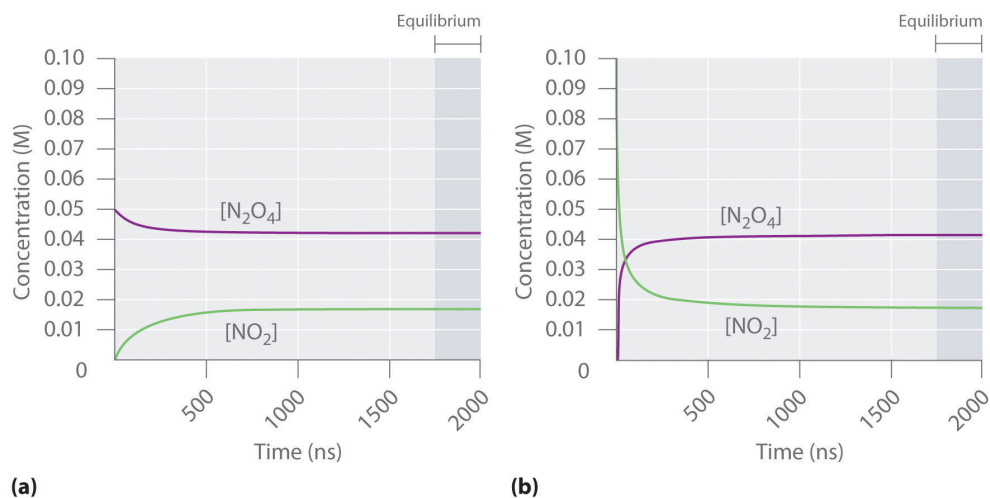 Equilibrium
0.10
0.09
0.08
0.07
0.06
0.05
0.04
0.03
0.02
0.01
0
Concentration (M)
[N₂O₄]
[NO₂]
500
1000
1500
2000
Time (ns)
(a)
Equilibrium
0.10
0.09
0.08
0.07
0.06
0.05
0.04
0.03
0.02
0.01
0
Concentration (M)
[N₂O₄]
[NO₂]
500
1000
1500
2000
Time (ns)
(b)